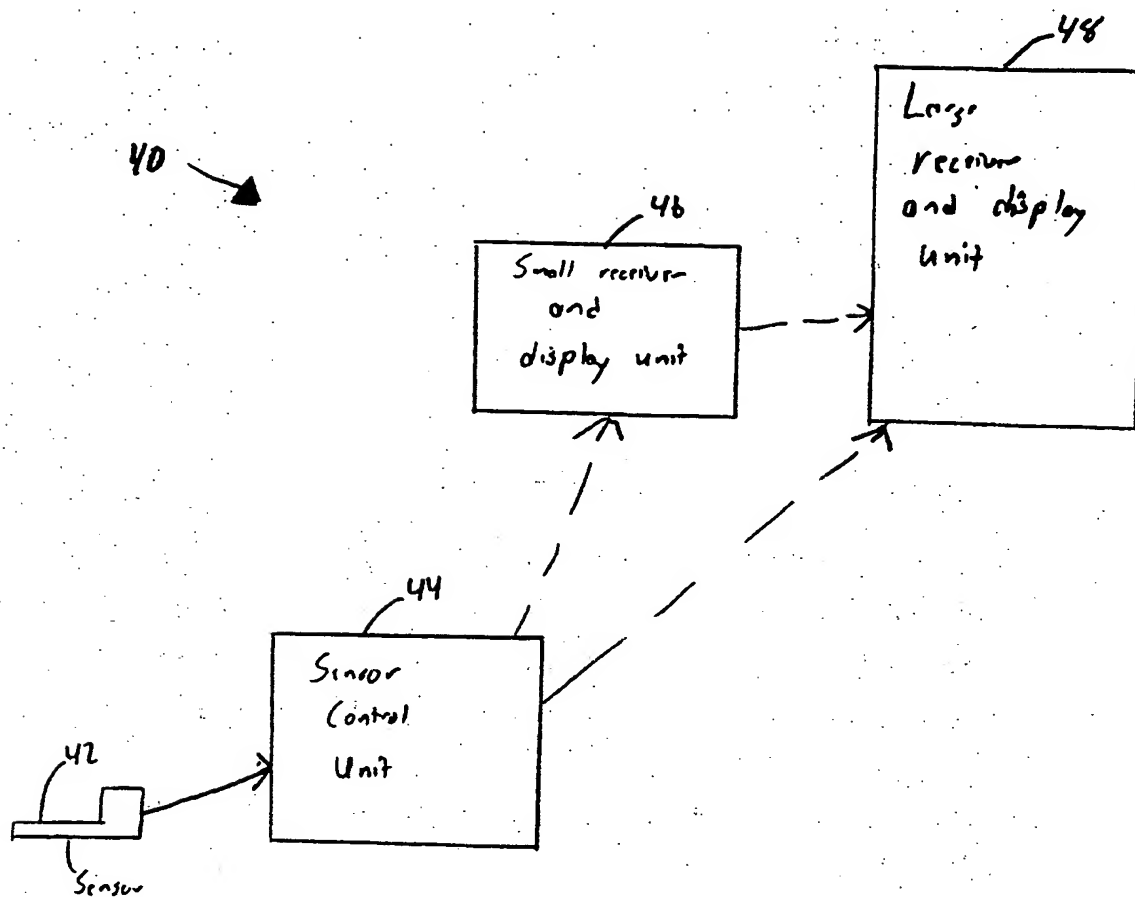 48
Large
receiver
and display
unit
40
46
Small receiver
and
display unit
44
Sensor
Control
Unit
42
Sensor